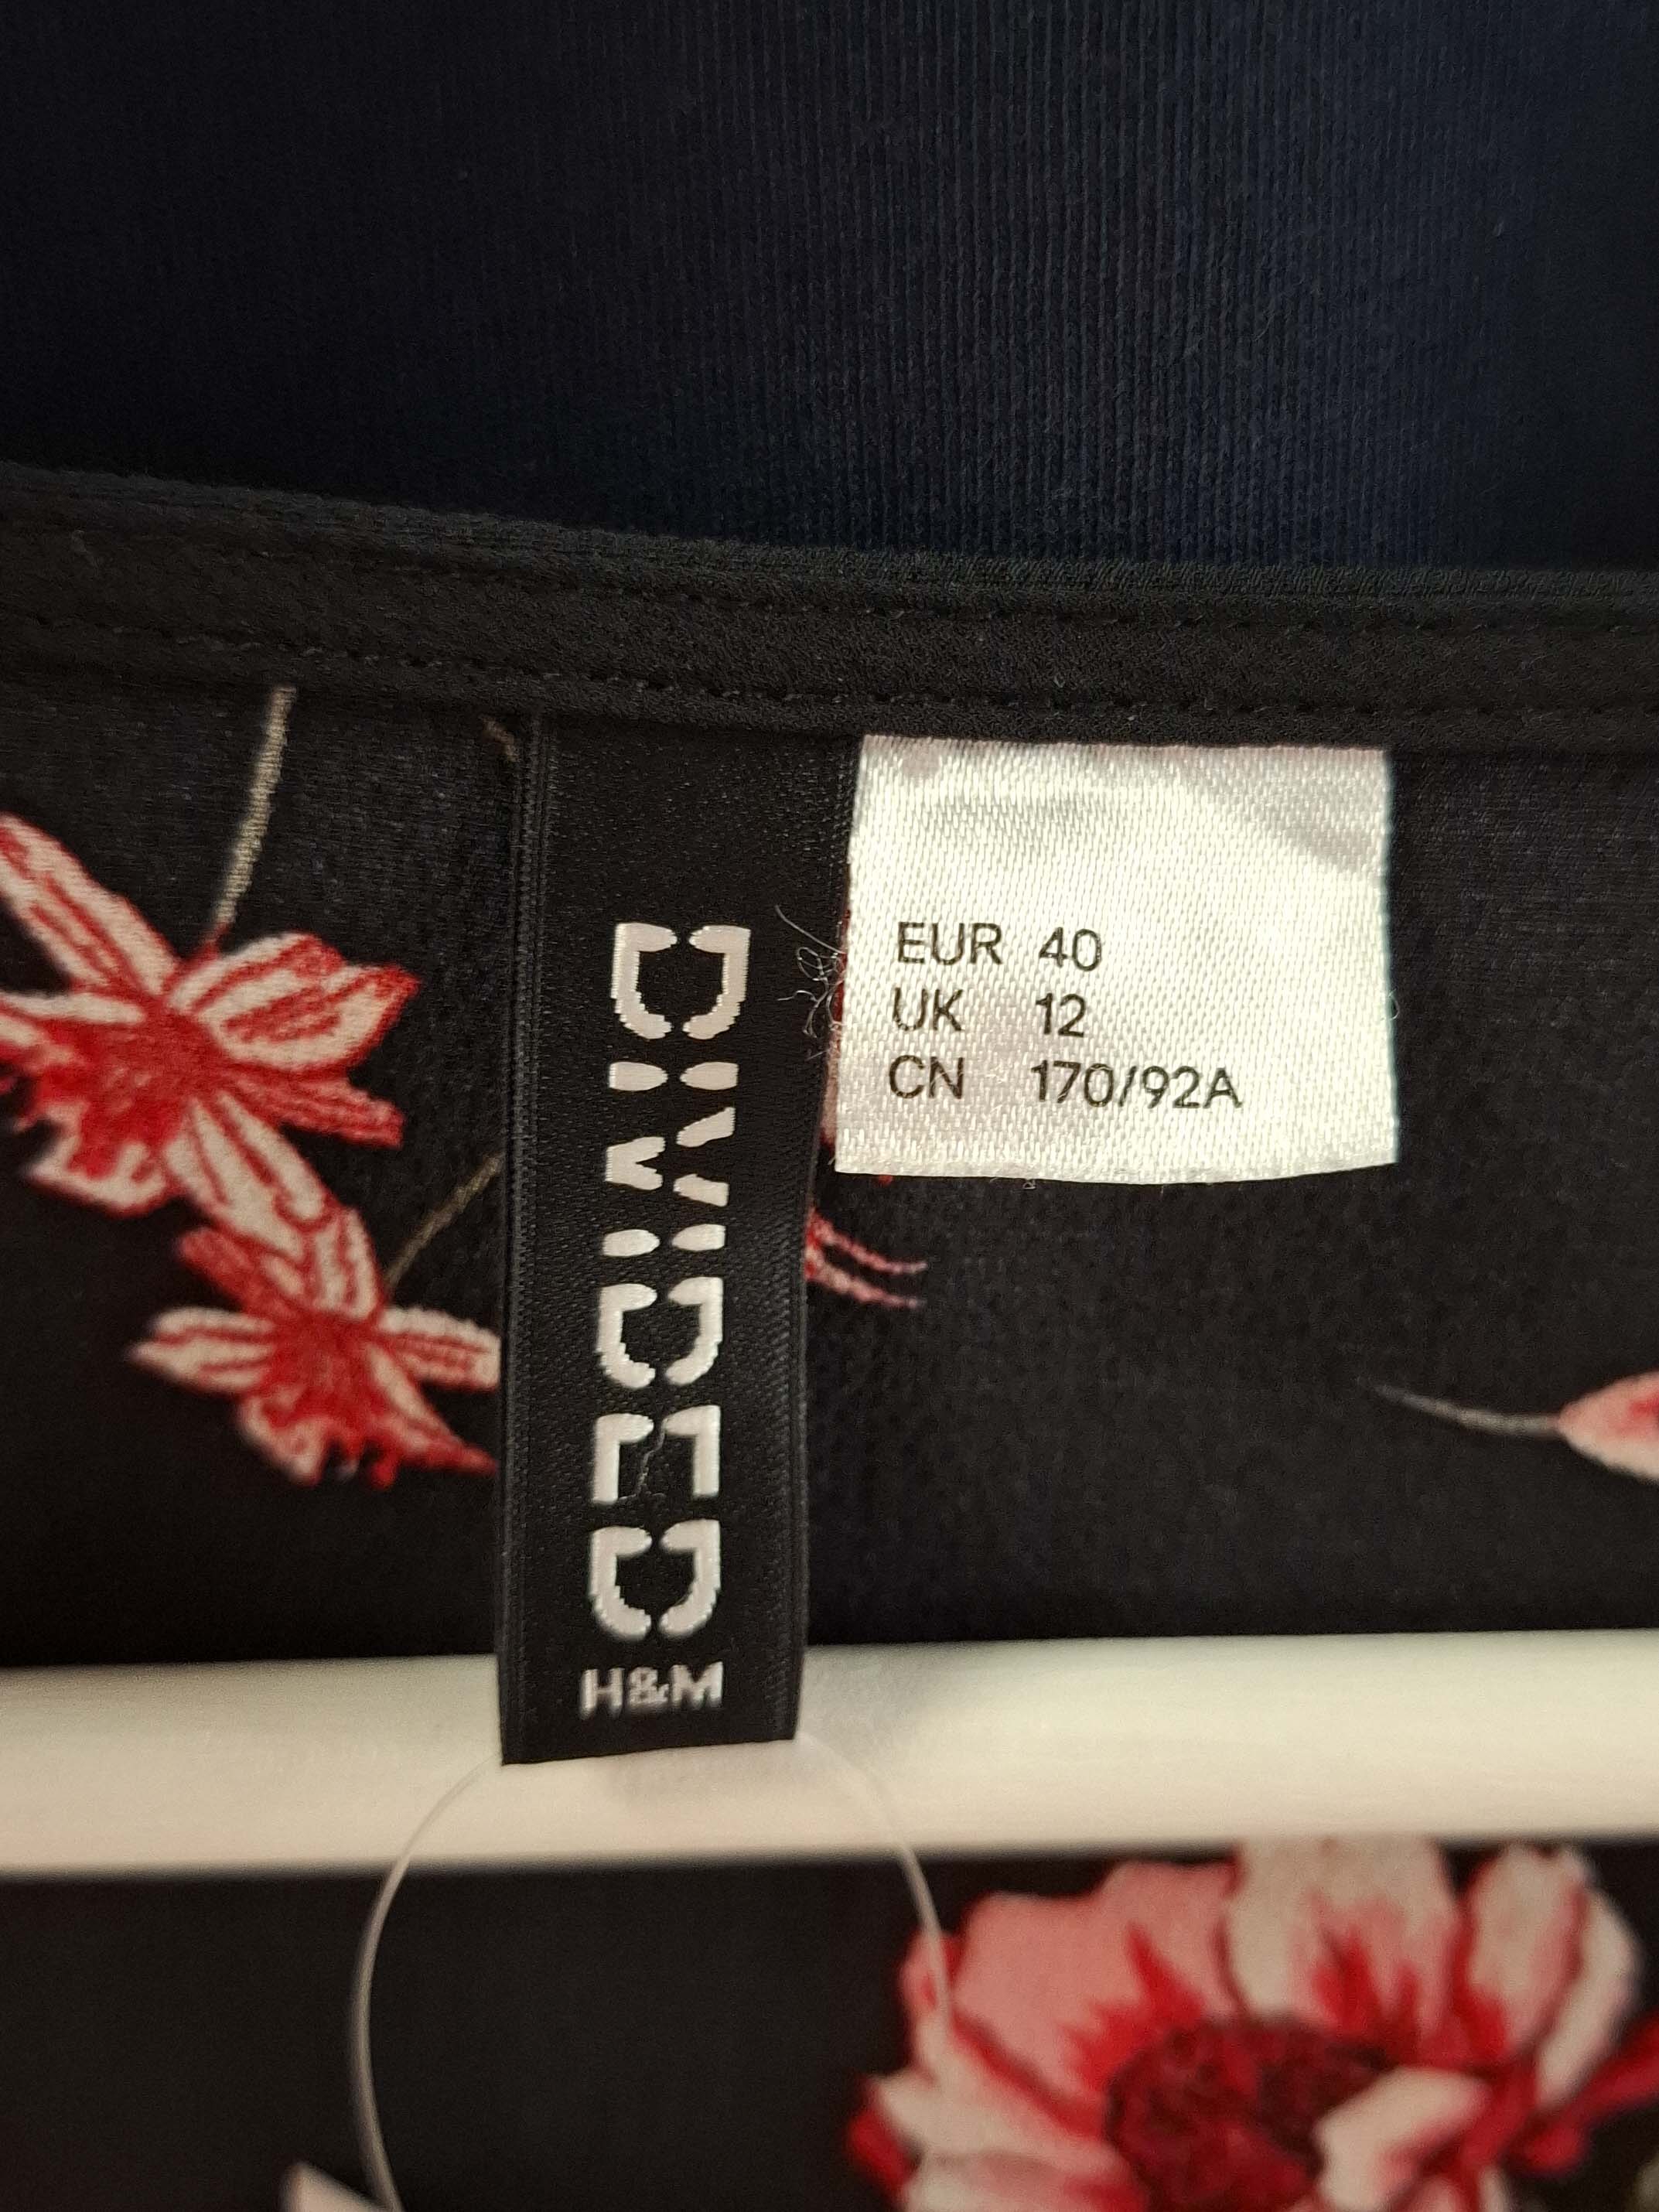 DIVIDED
H&M
EUR 40
UK 12
CN 170/92A